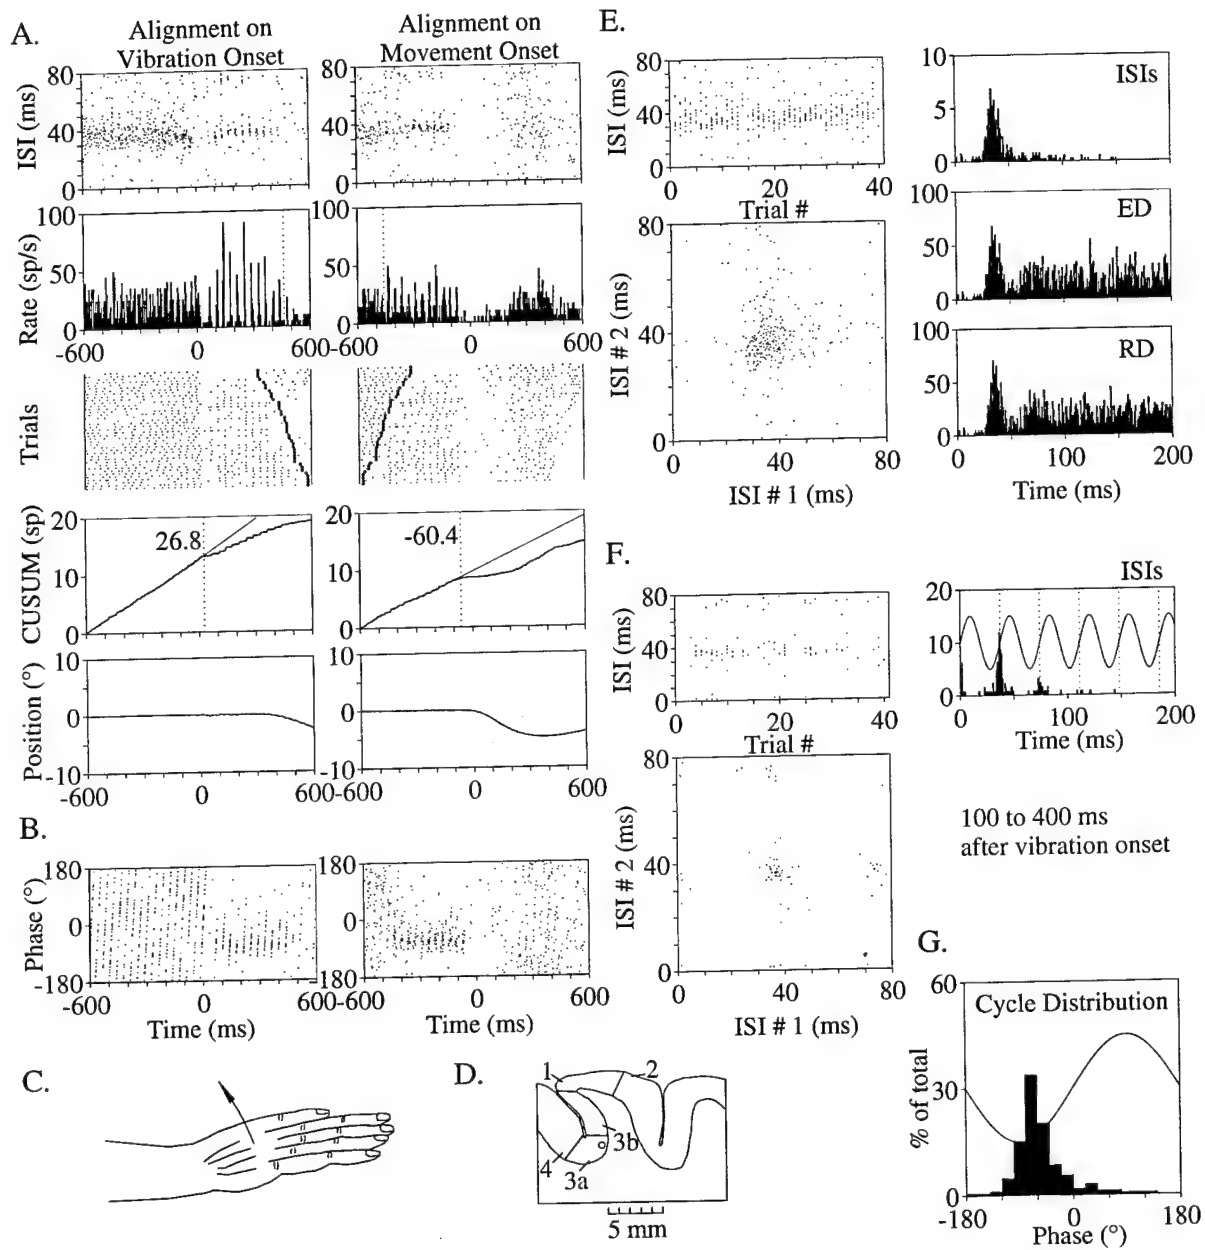 A.
Alignment on
Vibration Onset
Alignment on
Movement Onset
80
40
0
ISI (ms)
80
40
0
100
50
0
Rate (sp/s)
-600
0
600
100
50
0
-600
0
600
Trials
20
10
0
CUSUM (sp)
26.8
20
10
0
-60.4
10
0
-10
Position (°)
-600
0
600
10
0
-10
-600
0
600
B.
180
0
-180
Phase (°)
-600
0
600
Time (ms)
180
0
180
-600
0
600
Time (ms)
C.
D.
1
2
3b
4
3a
5 mm
E.
80
40
0
ISI (ms)
0
20
40
Trial #
80
40
0
ISI # 2 (ms)
0
40
80
ISI # 1 (ms)
10
5
0
ISIs
100
50
0
ED
100
50
0
RD
0
100
200
Time (ms)
F.
80
40
0
ISI (ms)
0
20
40
Trial #
80
40
0
ISI # 2 (ms)
0
40
80
ISI # 1 (ms)
ISIs
20
10
0
0
100
200
Time (ms)
100 to 400 ms
after vibration onset
G.
60
30
0
% of total
Cycle Distribution
-180
0
180
Phase (°)